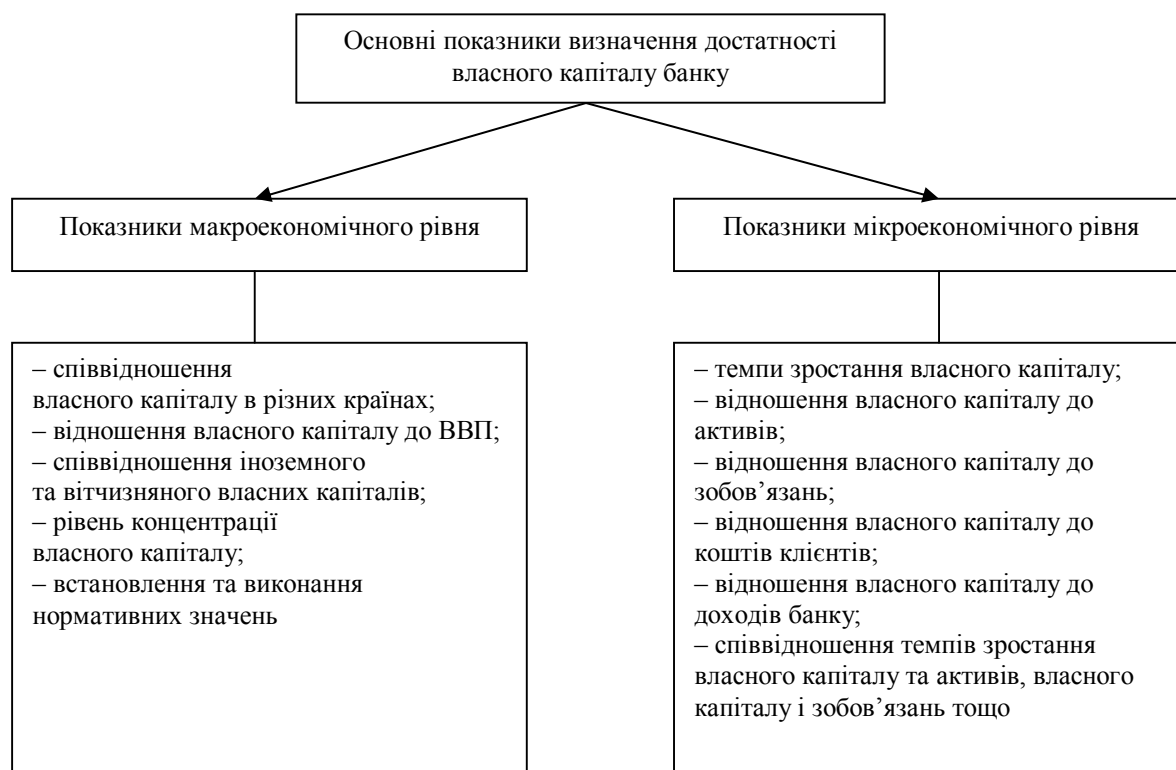 Основні показники визначення достатності
власного капіталу банку
Показники макроекономічного рівня
Показники мікроекономічного рівня
– співвідношення
власного капіталу в різних країнах;
– відношення власного капіталу до ВВП;
– співвідношення іноземного
та вітчизняного власних капіталів;
– рівень концентрації
власного капіталу;
– встановлення та виконання
нормативних значень
– темпи зростання власного капіталу;
– відношення власного капіталу до
активів;
– відношення власного капіталу до
зобов’язань;
– відношення власного капіталу до
коштів клієнтів;
– відношення власного капіталу до
доходів банку;
– співвідношення темпів зростання
власного капіталу та активів, власного
капіталу і зобов’язань тощо